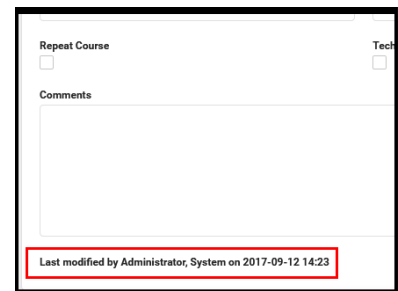 Repeat Course
Tech
Comments
Last modified by Administrator, System on 2017-09-12 14:23